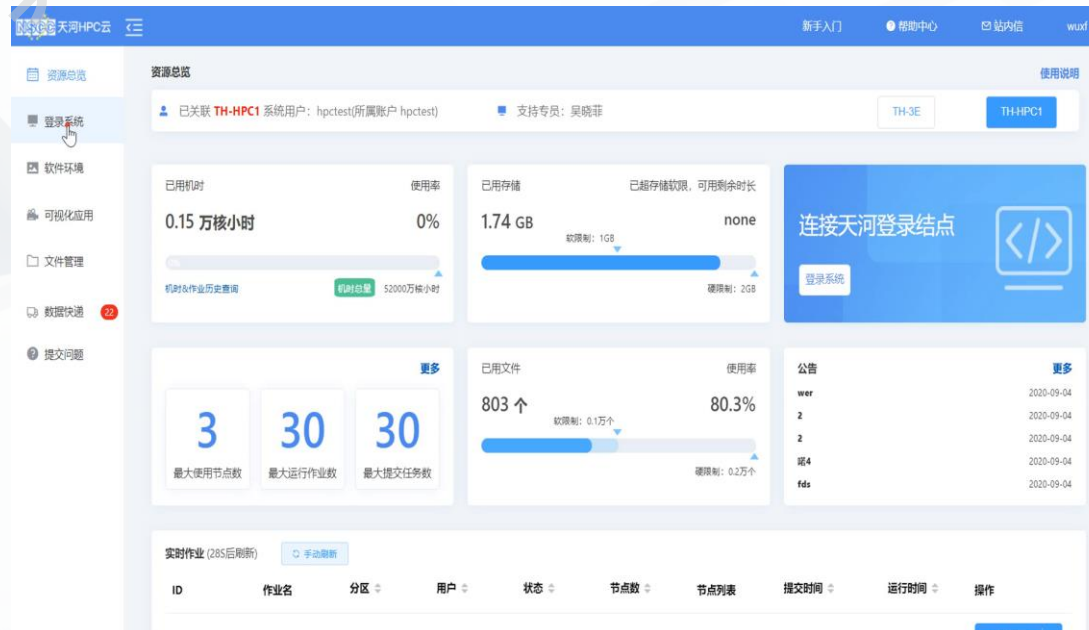 NSCC 天河HPC云
新手入门
帮助中心
站内信
wuxf
资源总览
登录系统
软件环境
可视化应用
文件管理
数据快递 22
提交问题
资源总览
使用说明
已关联 TH-HPC1 系统用户: hpctest(所属账户 hpctest)
支持专员: 吴晓菲
TH-3E
TH-HPC1
已用机时 使用率
0.15 万核小时 0%
机时&作业历史查询 机时总量 52000万核小时
已用存储 已超存储软限, 可用剩余时长
1.74 GB none
软限制: 1GB
硬限制: 2GB
连接天河登录结点
登录系统
更多
3 30 30
最大使用节点数 最大运行作业数 最大提交任务数
已用文件 使用率
803 个 80.3%
软限制: 0.1万个
硬限制: 0.2万个
公告 更多
wer 2020-09-04
2 2020-09-04
2 2020-09-04
诺4 2020-09-04
fds 2020-09-04
实时作业 (28S后刷新) 手动刷新
ID 作业名 分区 用户 状态 节点数 节点列表 提交时间 运行时间 操作